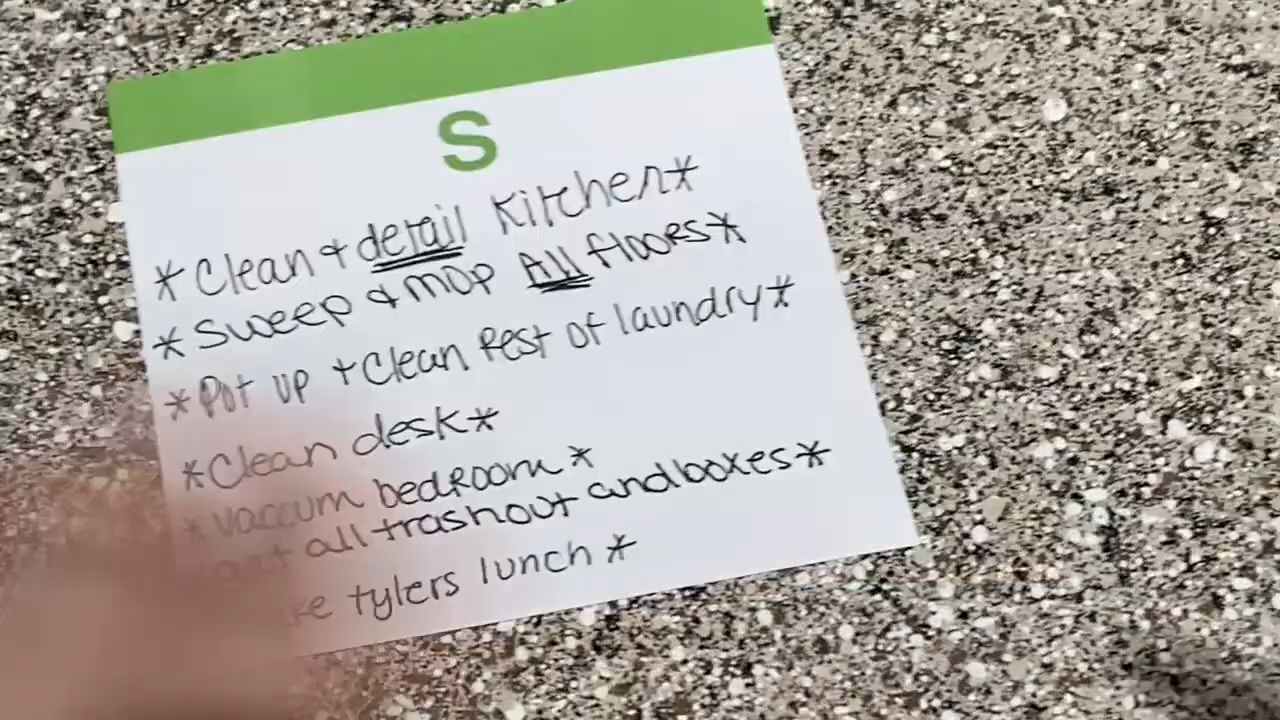 S
*Clean + detail Kitchen*
*Sweep + mop All floors*
*Put up + Clean Rest of laundry*
*Clean desk*
*Vaccum bedroom*
all trash out and boxes*
tylers lunch*